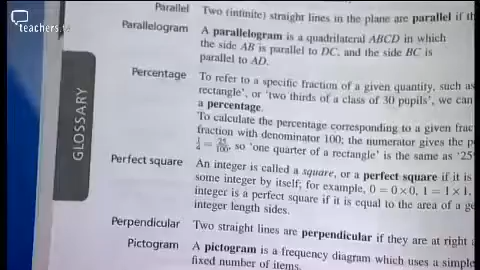 teachers.tv
GLOSSARY
Parallel Two (infinite) straight lines in the plane are parallel if th
Parallelogram A parallelogram is a quadrilateral ABCD in which
the side AB is parallel to DC, and the side BC is
parallel to AD.
Percentage To refer to a specific fraction of a given quantity, such as
rectangle', or 'two thirds of a class of 30 pupils', we can
a percentage.
To calculate the percentage corresponding to a given frac
fraction with denominator 100; the numerator gives the p
1/4 = 25/100, so 'one quarter of a rectangle' is the same as '25
Perfect square An integer is called a square, or a perfect square if it is
some integer by itself; for example, 0 = 0×0, 1 = 1×1,
integer is a perfect square if it is equal to the area of a ge
integer length sides.
Perpendicular Two straight lines are perpendicular if they are at right a
Pictogram A pictogram is a frequency diagram which uses a simple
fixed number of items.